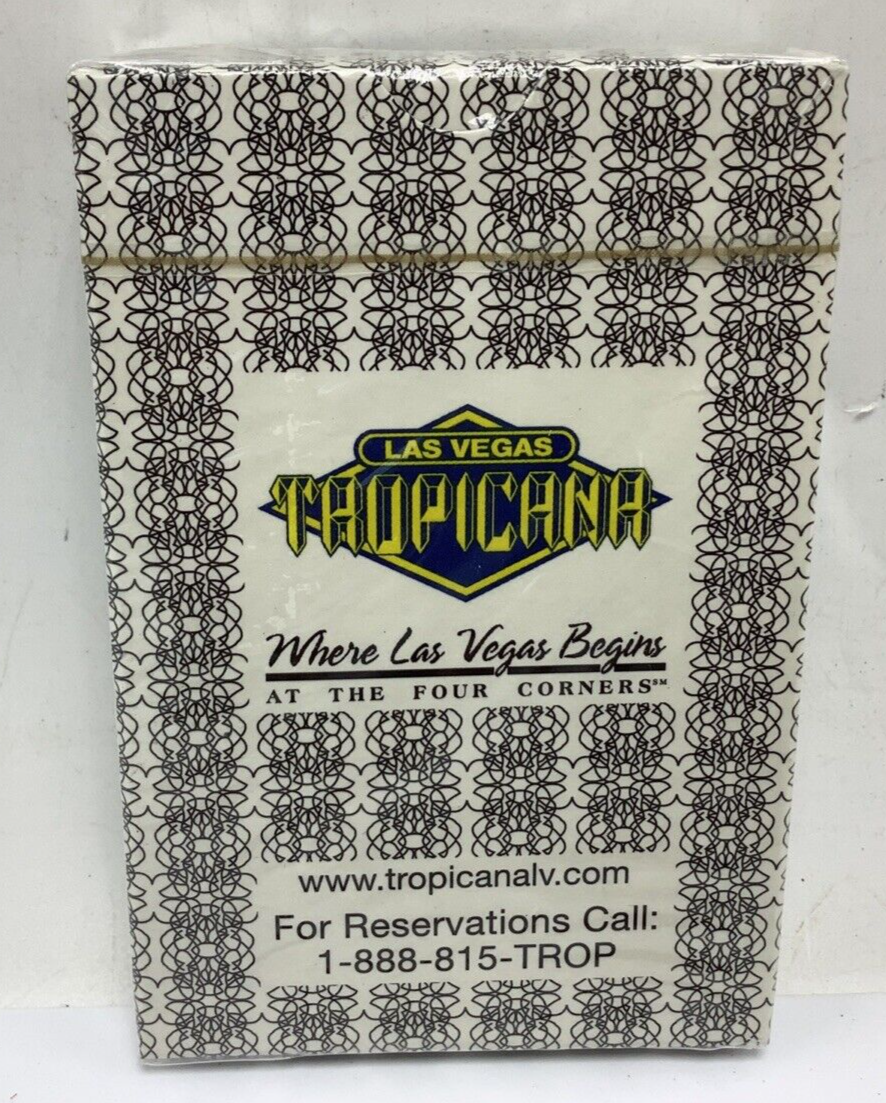 LAS VEGAS
TROPICANA
Where Las Vegas Begins
AT THE FOUR CORNERS℠
www.tropicanalv.com
For Reservations Call:
1-888-815-TROP